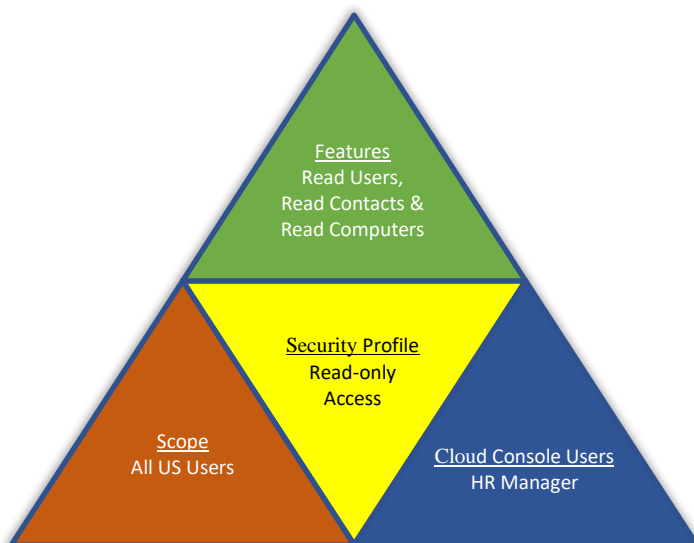 Features
Read Users,
Read Contacts &
Read Computers
Security Profile
Read-only
Access
Scope
All US Users
Cloud Console Users
HR Manager